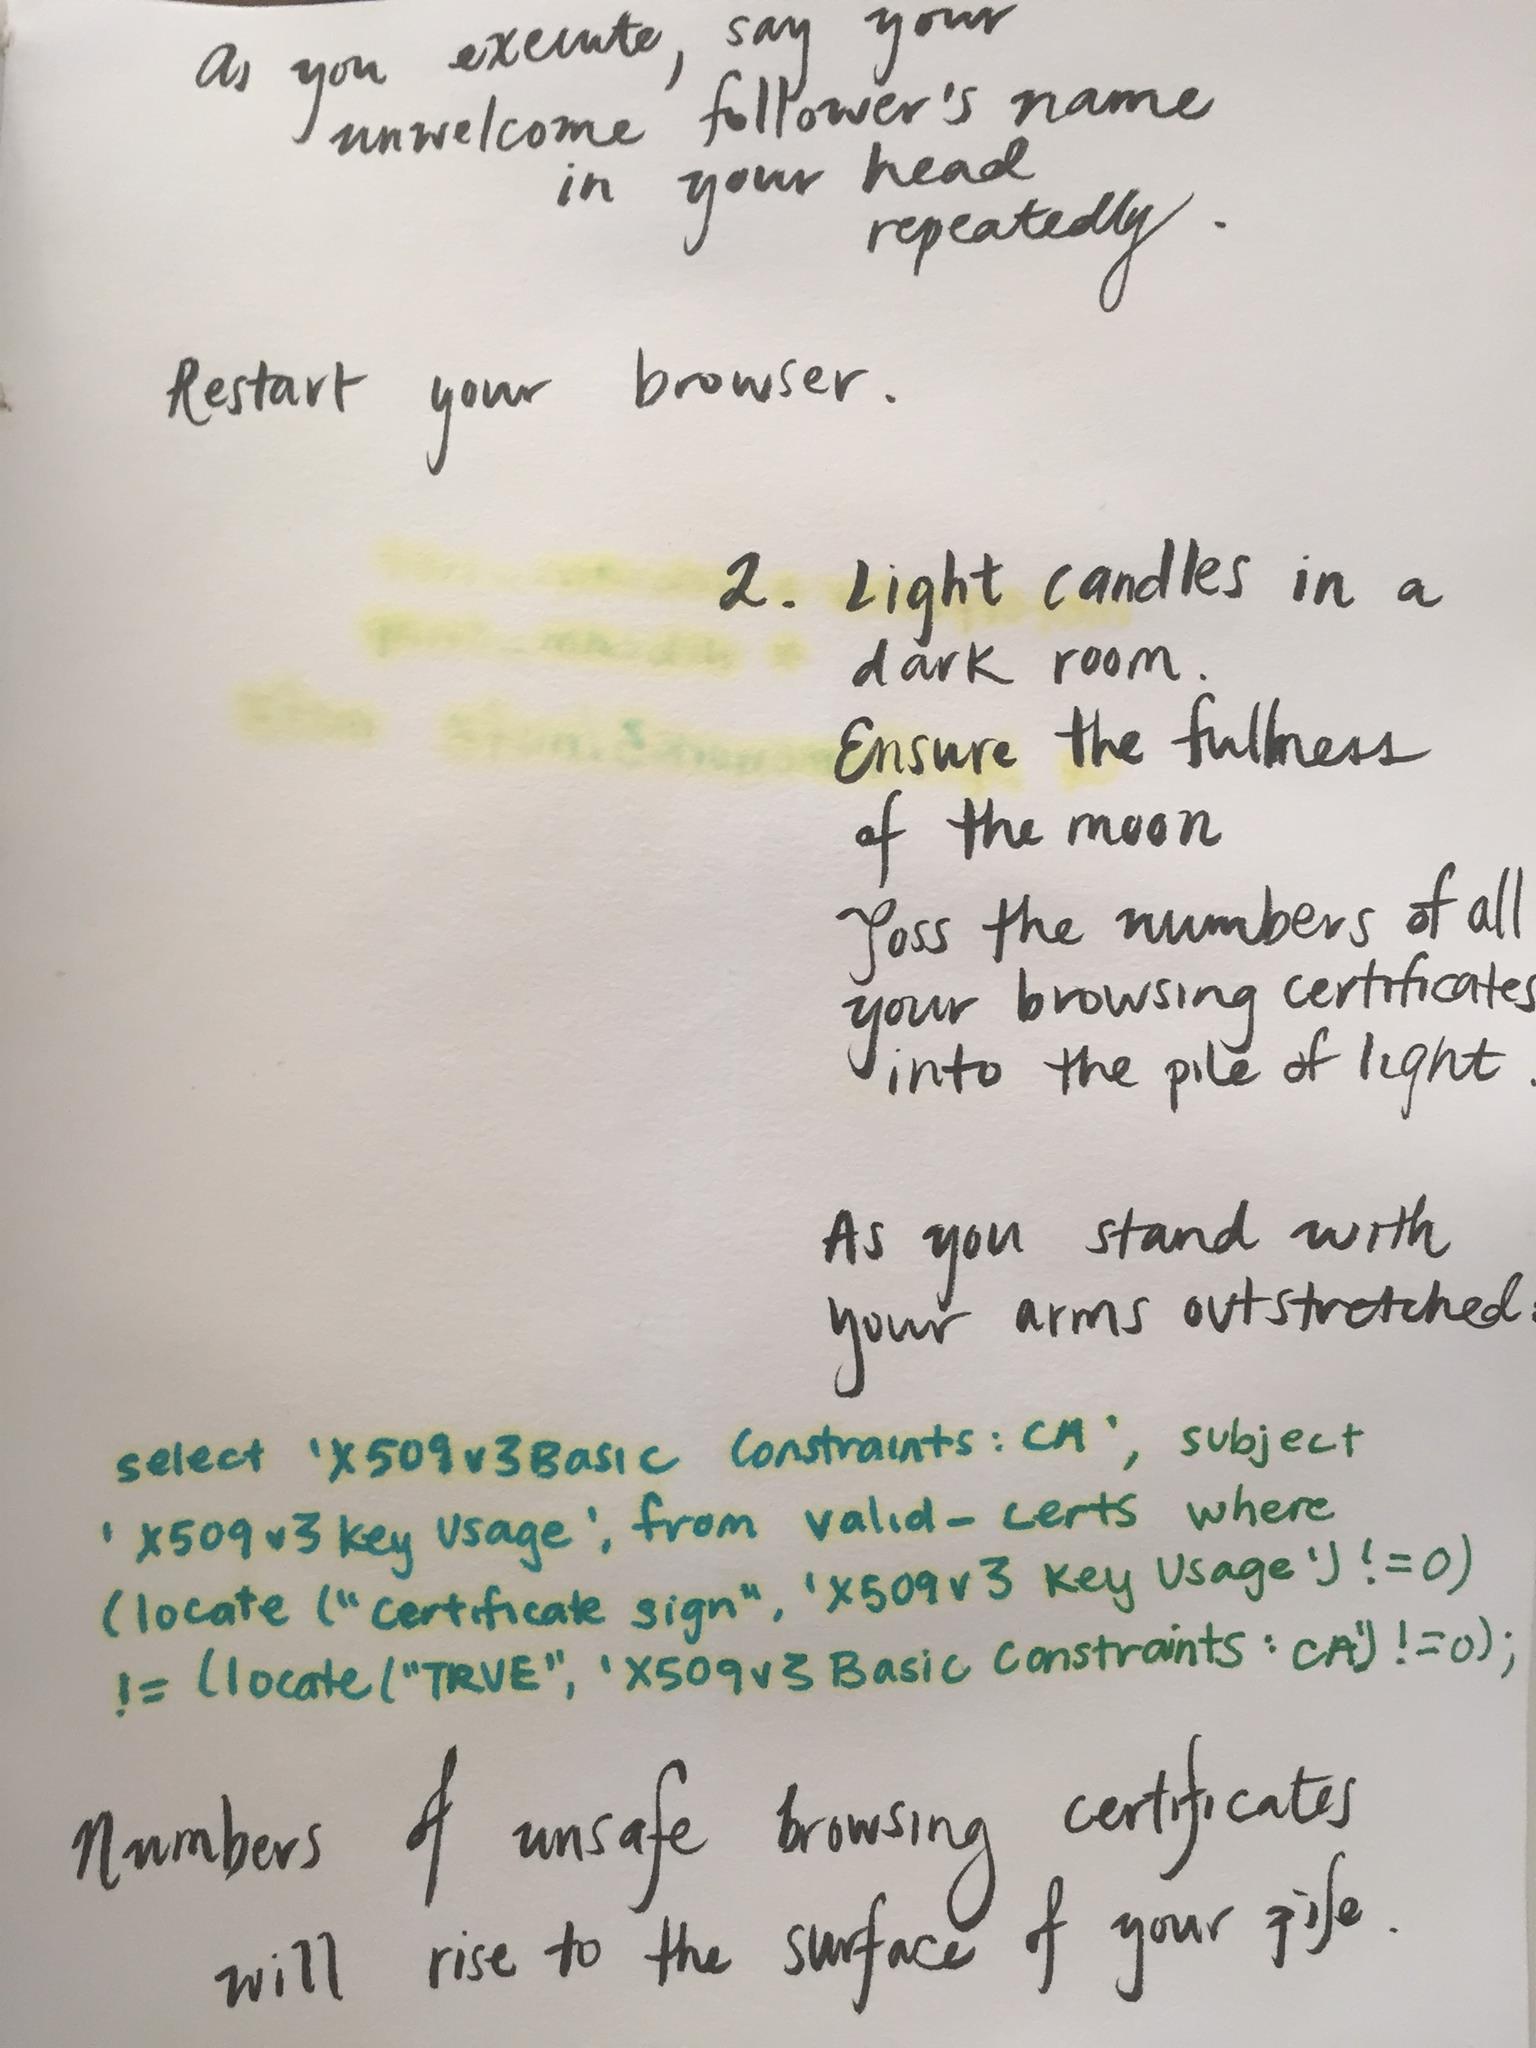 As you execute, say your
unwelcome follower's name
in your head
repeatedly.
Restart your browser.
2. Light candles in a
dark room.
Ensure the fullness
of the moon
Toss the numbers of all
your browsing certificates
into the pile of light.
As you stand with
your arms outstretched:
select 'X509v3 Basic Constraints: CA', subject
'X509v3 Key Usage', from valid-certs where
(locate ("certificate sign", 'X509v3 Key Usage') !=0)
!= (locate("TRUE", 'X509v3 Basic Constraints: CA') !=0);
Numbers of unsafe browsing certificates
will rise to the surface of your pile.